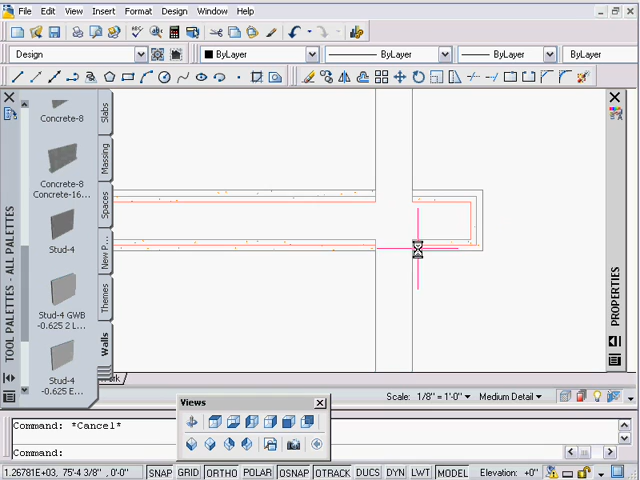 File Edit View Insert Format Design Window Help
ABC
Design
ByLayer
ByLayer
ByLayer
ByLayer
Concrete-8
Concrete-8
Concrete-16...
Stud-4
Stud-4 GWB
-0.625 2 L...
Stud-4
-0.625 E...
Slabs
Massing
Spaces
New P...
Themes
Walls
TOOL PALETTES - ALL PALETTES
PROPERTIES
Scale: 1/8" = 1'-0" Medium Detail
Views
Command: *Cancel*
Command:
1.26781E+03, 75'-4 3/8" ,0'-0" SNAP GRID ORTHO POLAR OSNAP OTRACK DUCS DYN LWT MODEL Elevation: +0"